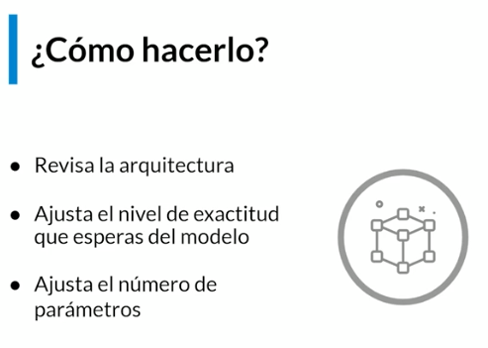 ¿Cómo hacerlo?
● Revisa la arquitectura
● Ajusta el nivel de exactitud
que esperas del modelo
● Ajusta el número de
parámetros